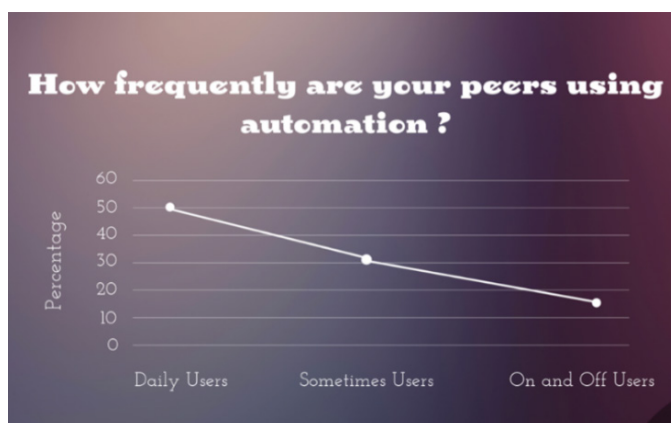 How frequently are your peers using
automation ?
60
50
40
30
20
10
0
Percentage
Daily Users
Sometimes Users
On and Off Users